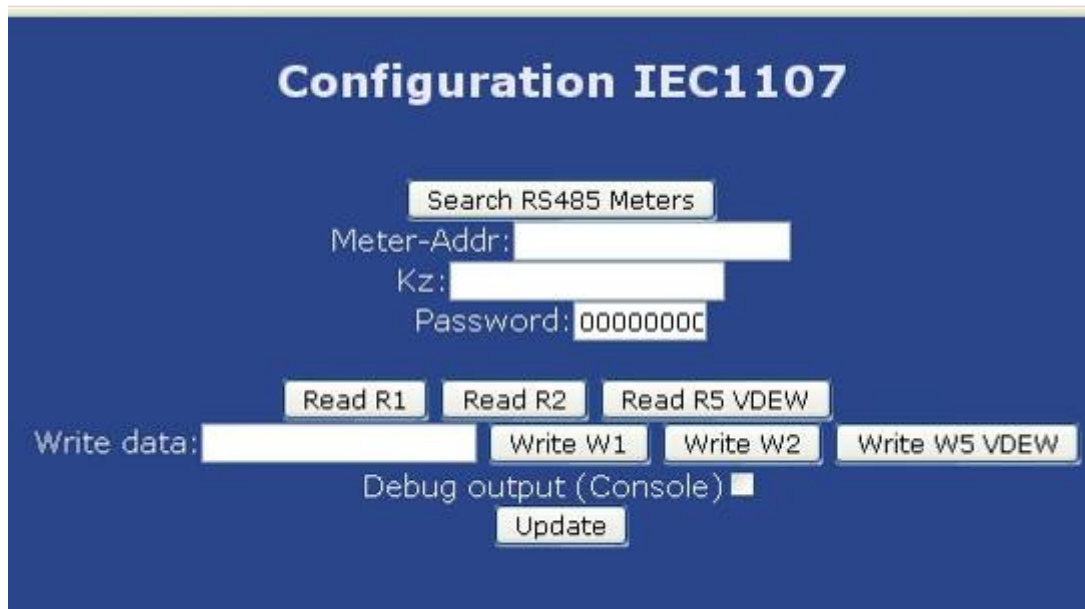 Configuration IEC1107
Search RS485 Meters
Meter-Addr:
Kz:
Password: 00000000
Read R1 Read R2 Read R5 VDEW
Write data: Write W1 Write W2 Write W5 VDEW
Debug output (Console)
Update